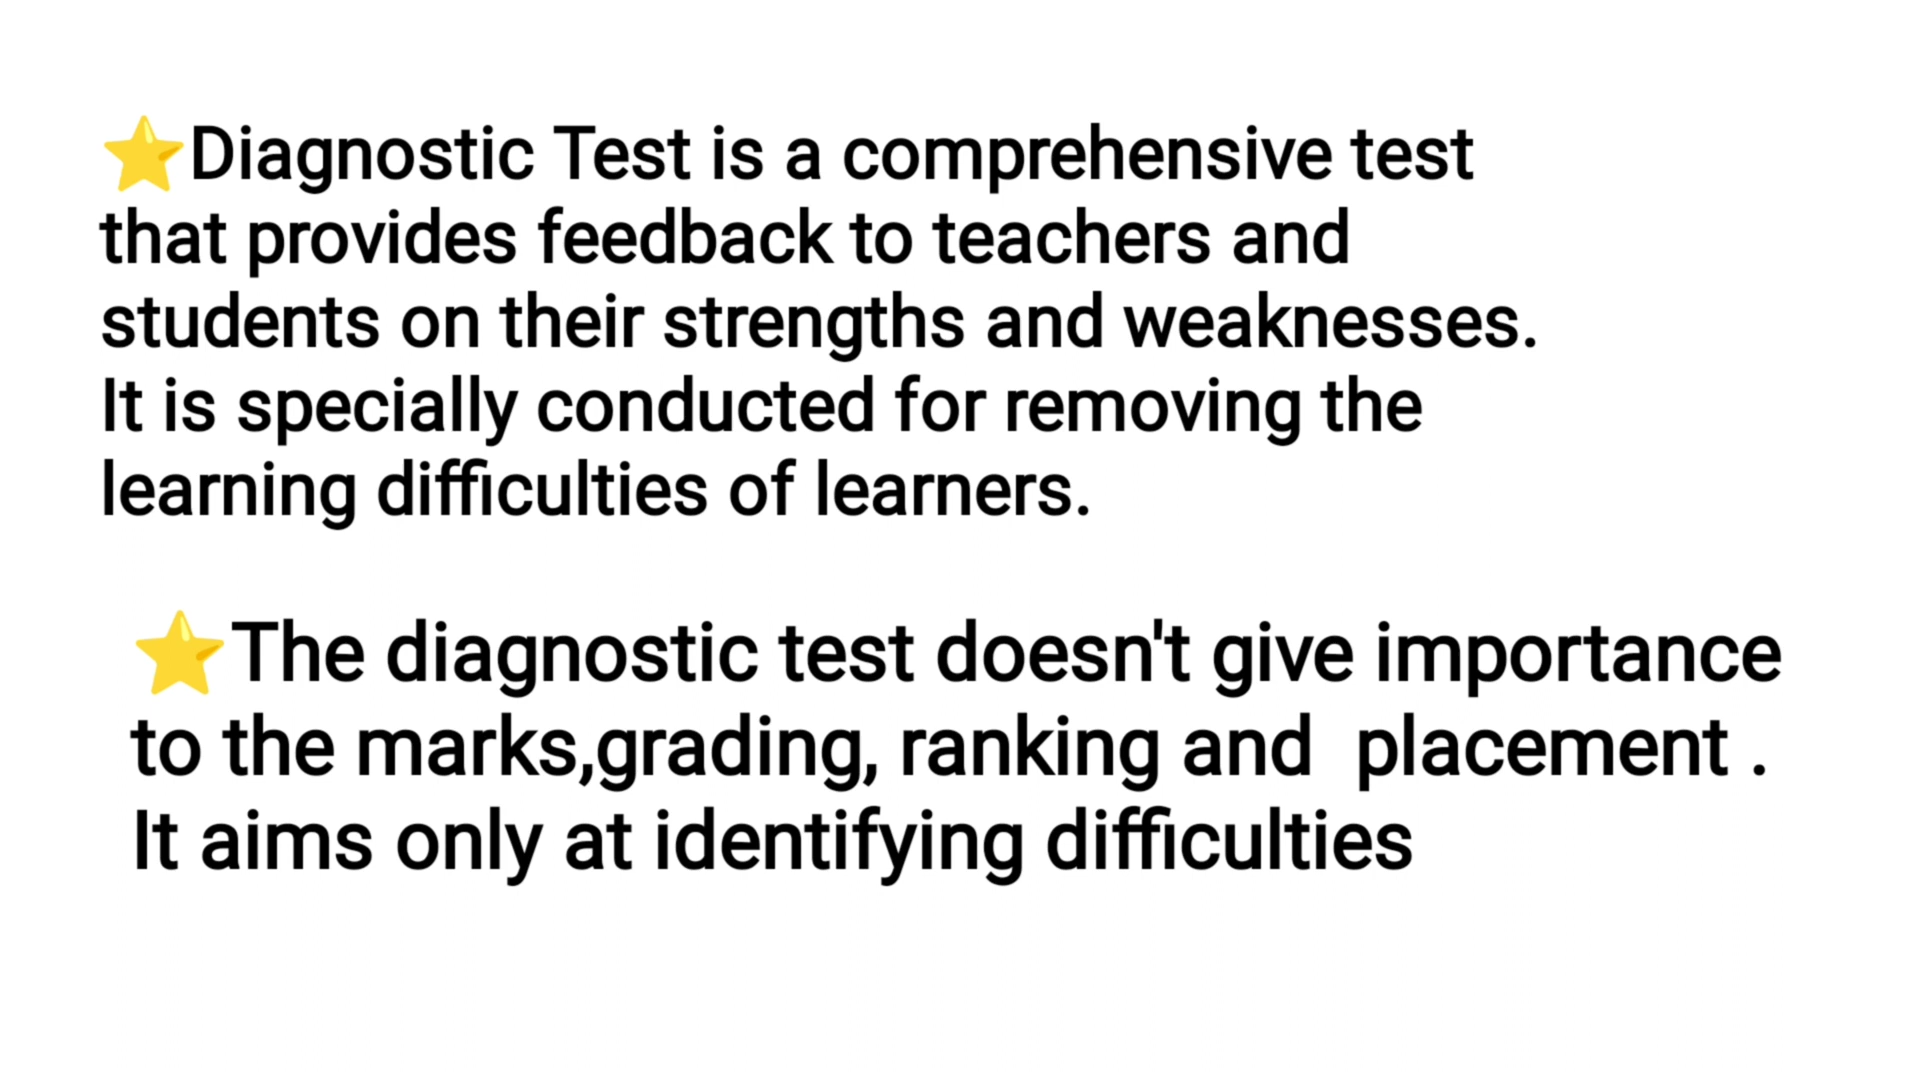 ⭐Diagnostic Test is a comprehensive test
that provides feedback to teachers and
students on their strengths and weaknesses.
It is specially conducted for removing the
learning difficulties of learners.
⭐The diagnostic test doesn't give importance
to the marks,grading, ranking and  placement .
It aims only at identifying difficulties